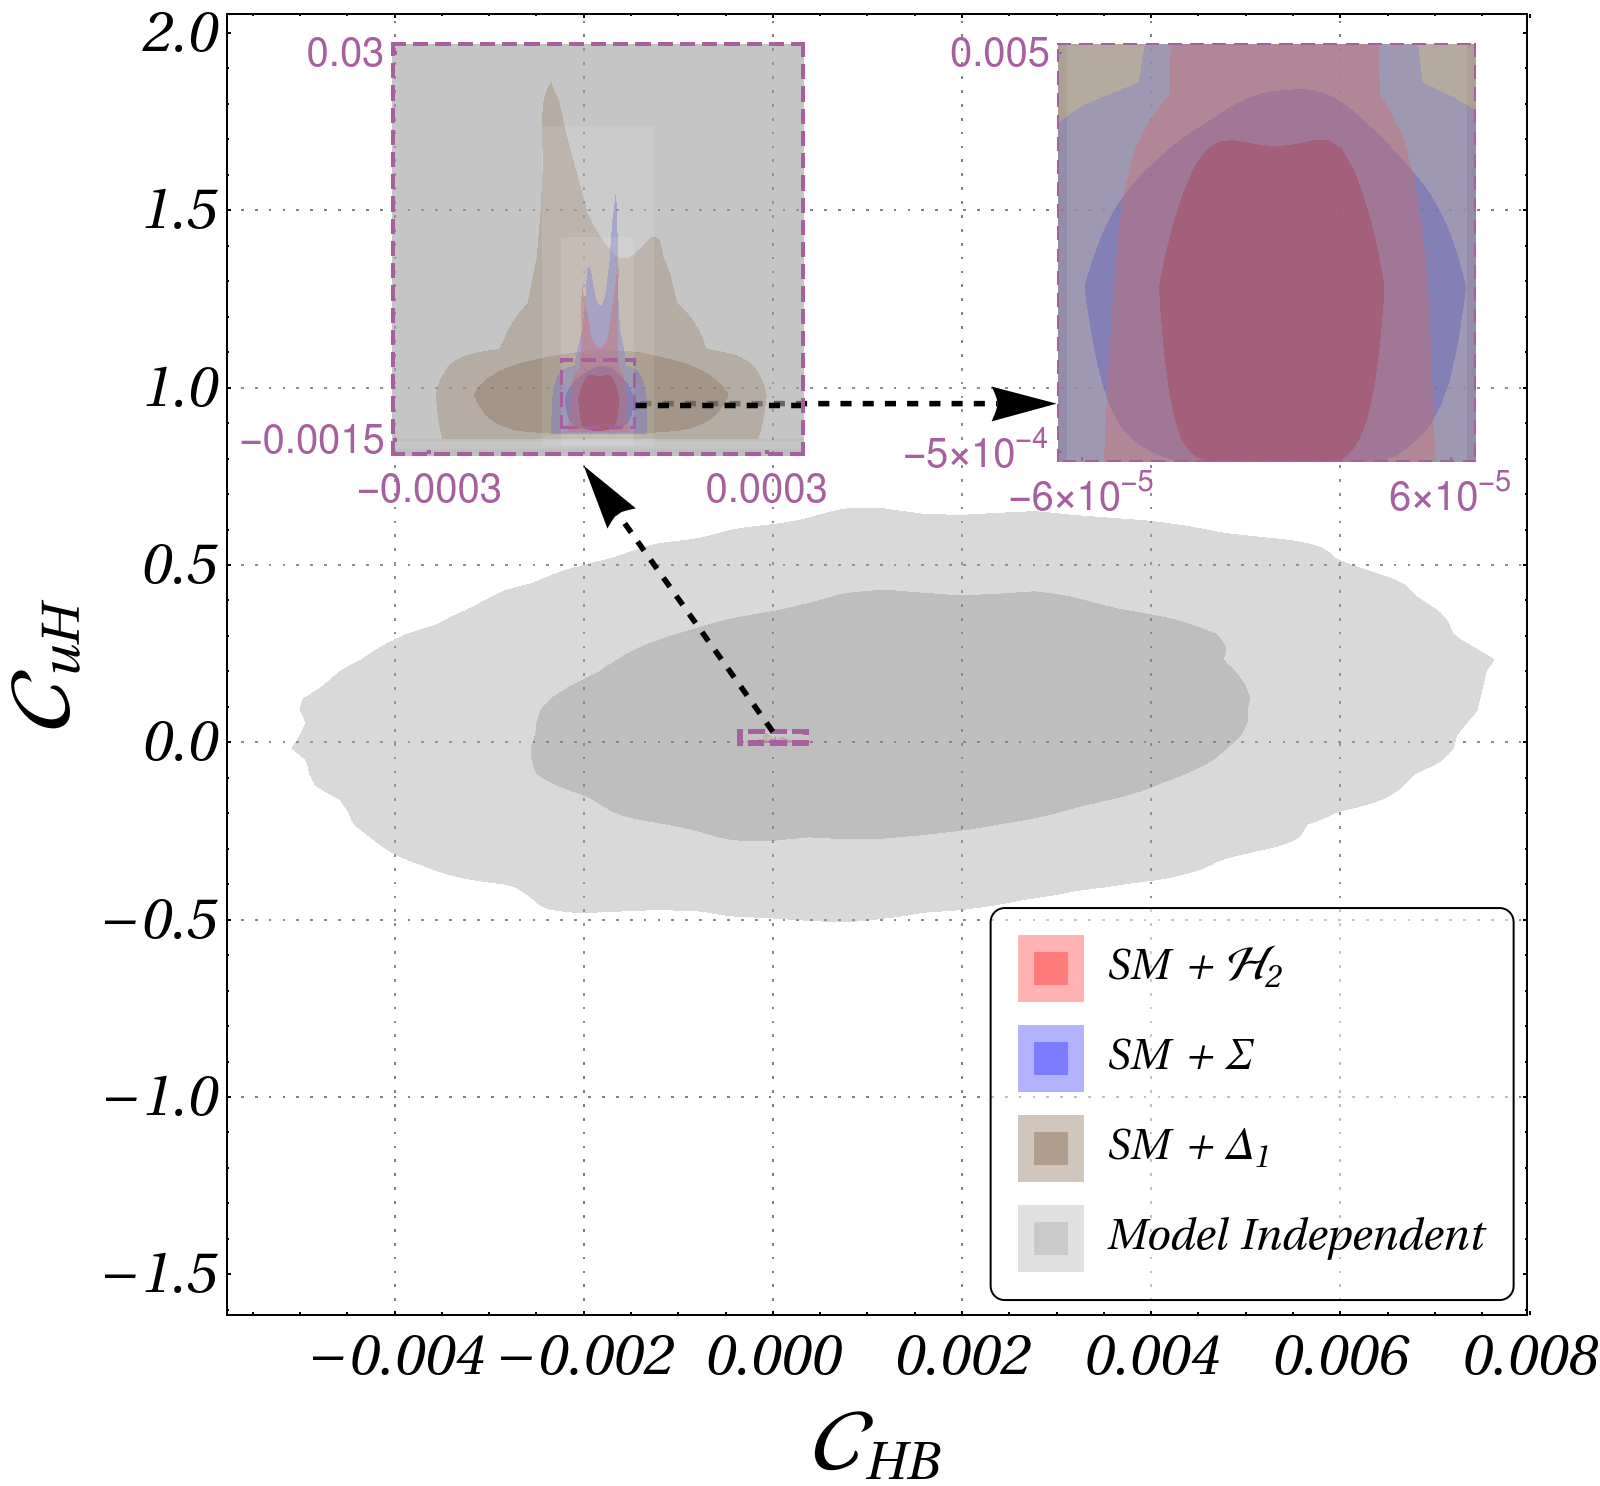 2.0
1.5
1.0
0.5
0.0
−0.5
−1.0
−1.5
𝒞uH
0.03
−0.0015
−0.0003
0.0003
0.005
−5×10⁻⁴
−6×10⁻⁵
6×10⁻⁵
SM + ℋ₂
SM + Σ
SM + Δ₁
Model Independent
−0.004 −0.002 0.000 0.002 0.004 0.006 0.008
𝒞HB